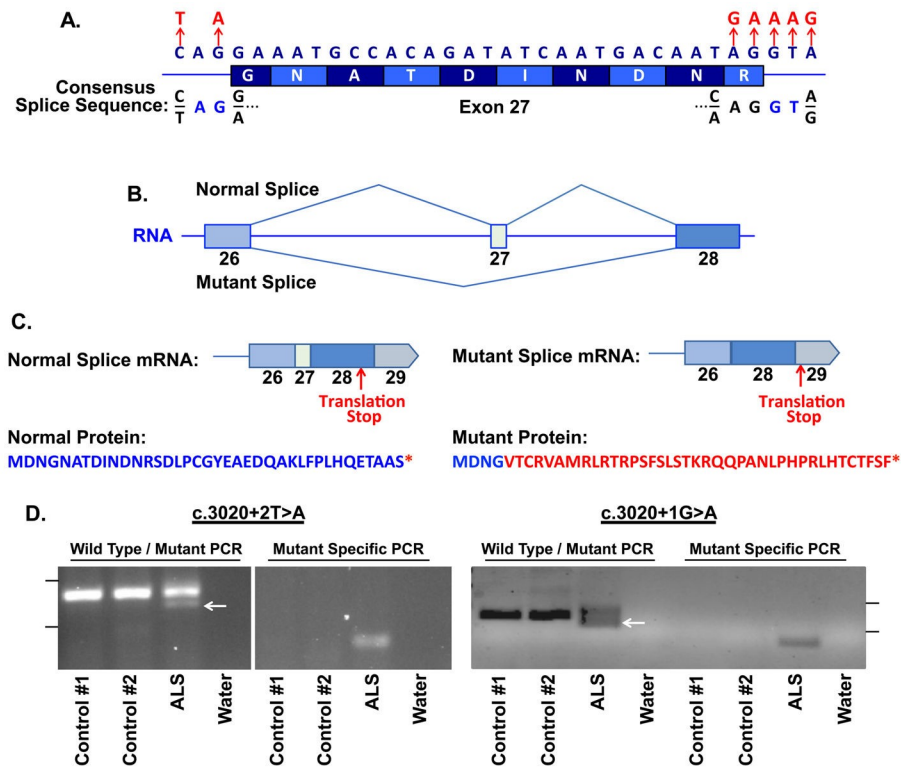 A.
T A G A A A G
C A G G A A A T G C C A C A G A T A T C A A T G A C A A T A G G T A
G N A T D I N D N R
Consensus
Splice Sequence:
C/T A G G/A ... Exon 27 ... C/A A G G T A/G
B.
Normal Splice
RNA
26 27 28
Mutant Splice
C.
Normal Splice mRNA:
26 27 28 29
Translation
Stop
Mutant Splice mRNA:
26 28 29
Translation
Stop
Normal Protein:
MDNGNATDINDNRSDLPCGYEAEDQAKLFPLHQETAAS*
Mutant Protein:
MDNGVTCRVAMRLRTRPSFSLSTKRQQPANLPHPRLHTCTFSF*
D.
c.3020+2T>A
Wild Type / Mutant PCR
Mutant Specific PCR
Control #1
Control #2
ALS
Water
Control #1
Control #2
ALS
Water
c.3020+1G>A
Wild Type / Mutant PCR
Mutant Specific PCR
Control #1
Control #2
ALS
Water
Control #1
Control #2
ALS
Water